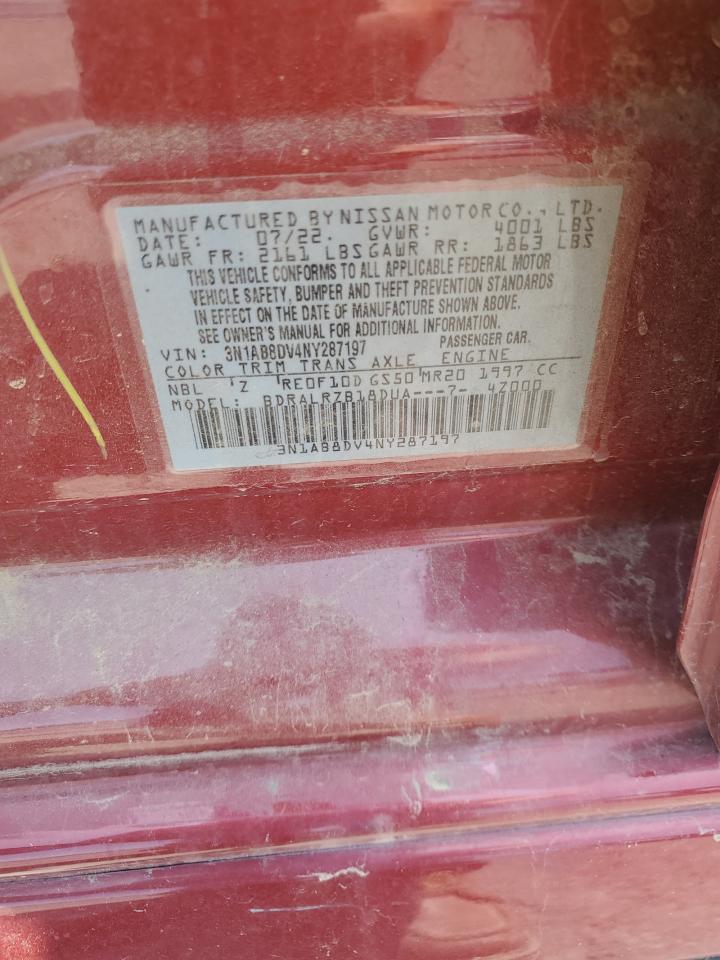 MANUFACTURED BY NISSAN MOTOR CO., LTD.
DATE: 07/22. GVWR: 4001 LBS
GAWR FR: 2161 LBS GAWR RR: 1863 LBS
THIS VEHICLE CONFORMS TO ALL APPLICABLE FEDERAL MOTOR
VEHICLE SAFETY, BUMPER AND THEFT PREVENTION STANDARDS
IN EFFECT ON THE DATE OF MANUFACTURE SHOWN ABOVE.
SEE OWNER'S MANUAL FOR ADDITIONAL INFORMATION.
VIN: 3N1AB8DV4NY287197 PASSENGER CAR.
COLOR TRIM TRANS AXLE ENGINE
NBL 'Z RE0F10D GS50 MR20 1997 CC
MODEL: BDRALRZB18DUA---7- 4Z000
3N1AB8DV4NY287197